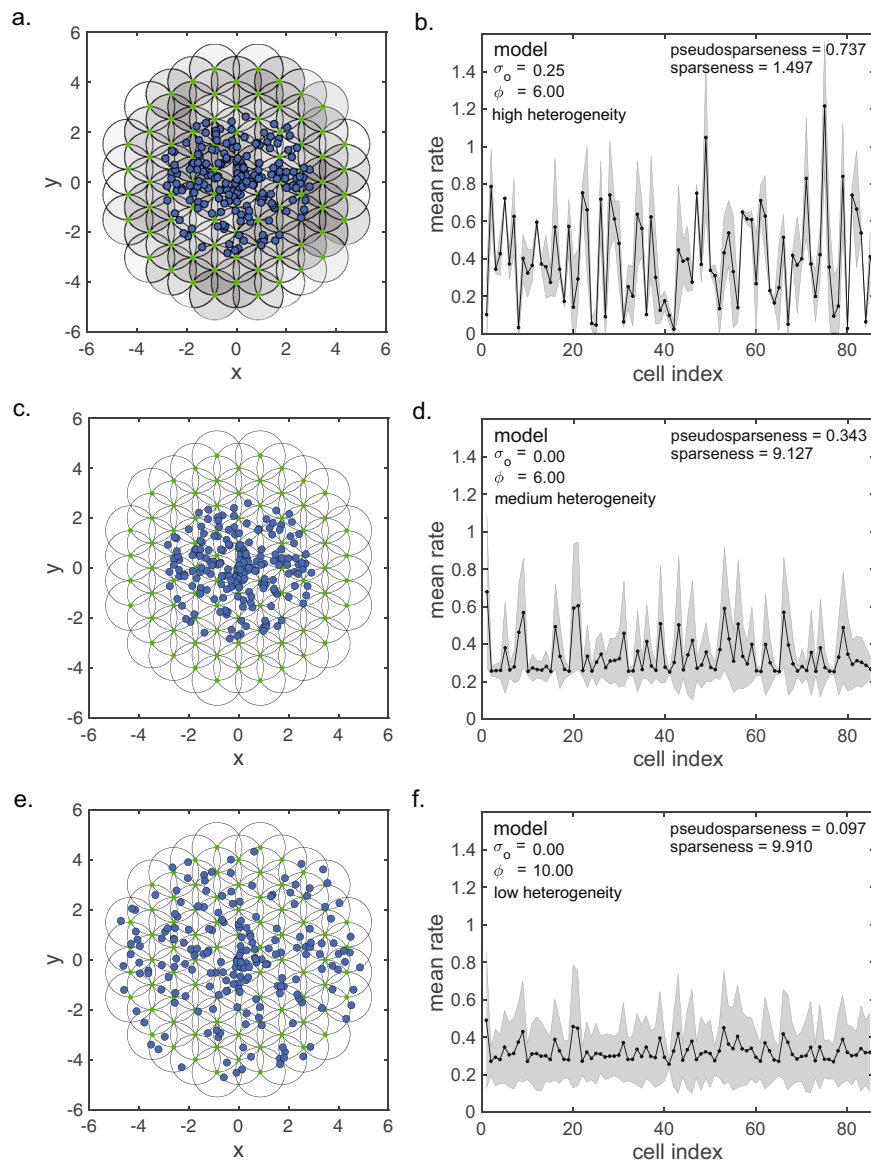 a.
6
4
2
0
-2
-4
-6
-6 -4 -2 0 2 4 6
x
y
b.
model
σo = 0.25
ϕ = 6.00
high heterogeneity
pseudosparseness = 0.737
sparseness = 1.497
1.4
1.2
1
0.8
0.6
0.4
0.2
0
0 20 40 60 80
cell index
mean rate
c.
6
4
2
0
-2
-4
-6
-6 -4 -2 0 2 4 6
x
y
d.
model
σo = 0.00
ϕ = 6.00
medium heterogeneity
pseudosparseness = 0.343
sparseness = 9.127
1.4
1.2
1
0.8
0.6
0.4
0.2
0
0 20 40 60 80
cell index
mean rate
e.
6
4
2
0
-2
-4
-6
-6 -4 -2 0 2 4 6
x
y
f.
model
σo = 0.00
ϕ = 10.00
low heterogeneity
pseudosparseness = 0.097
sparseness = 9.910
1.4
1.2
1
0.8
0.6
0.4
0.2
0
0 20 40 60 80
cell index
mean rate